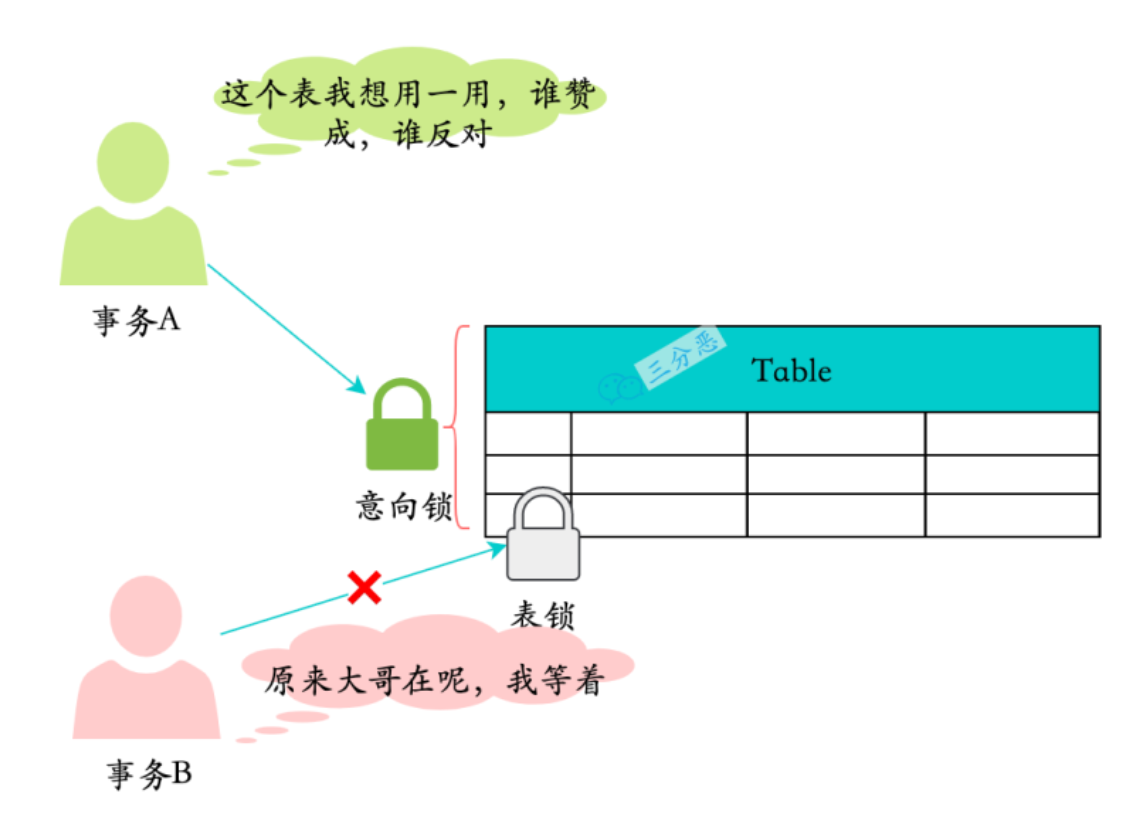 这个表我想用一用，谁赞
成，谁反对
事务A
三分恶
Table
意向锁
表锁
原来大哥在呢，我等着
事务B